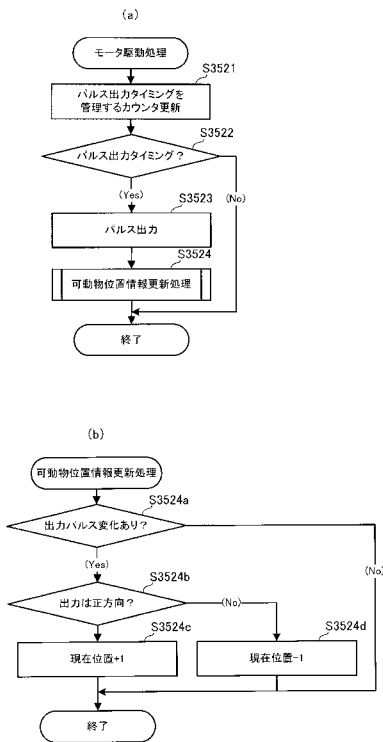 (a)
モータ駆動処理
S3521
パルス出力タイミングを
管理するカウンタ更新
S3522
パルス出力タイミング?
(Yes)
(No)
S3523
パルス出力
S3524
可動物位置情報更新処理
終了
(b)
可動物位置情報更新処理
S3524a
出力パルス変化あり?
(Yes)
(No)
S3524b
出力は正方向?
(No)
S3524c
S3524d
現在位置+1
現在位置-1
終了